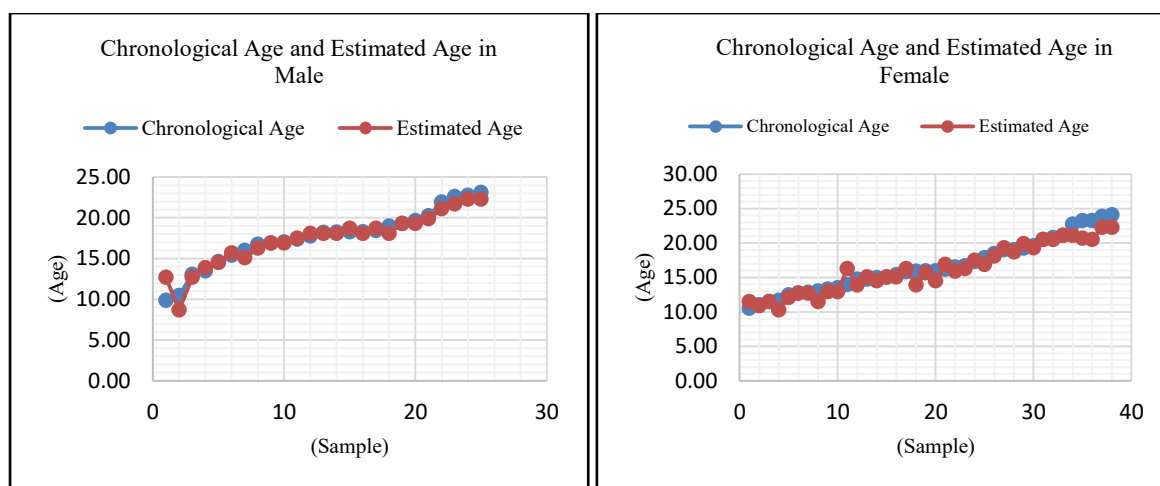 Chronological Age and Estimated Age in
Male
Chronological Age
Estimated Age
25.00
20.00
15.00
10.00
5.00
0.00
(Age)
0
10
20
30
(Sample)
Chronological Age and Estimated Age in
Female
Chronological Age
Estimated Age
30.00
25.00
20.00
15.00
10.00
5.00
0.00
(Age)
0
10
20
30
40
(Sample)